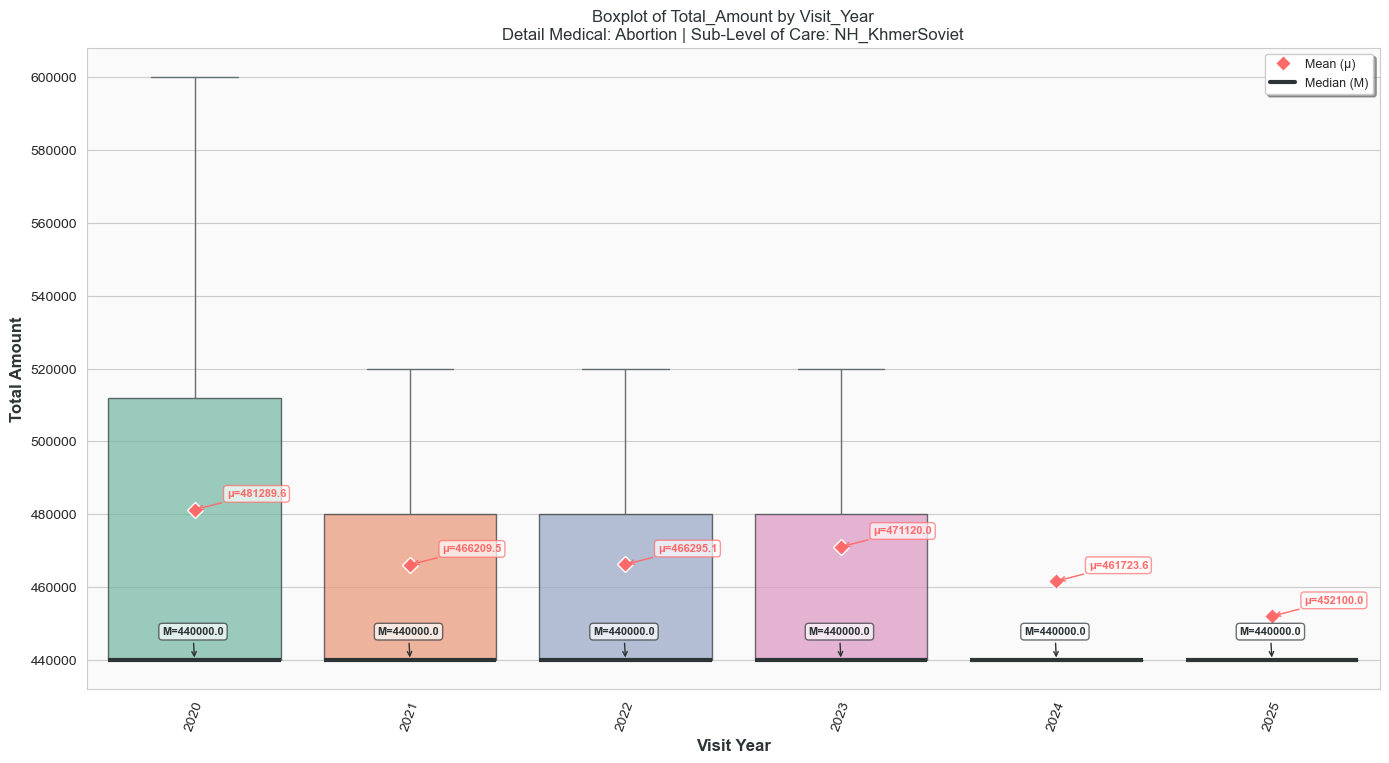 Boxplot of Total_Amount by Visit_Year
Detail Medical: Abortion | Sub-Level of Care: NH_KhmerSoviet
Mean (μ)
Median (M)
Total Amount
600000
580000
560000
540000
520000
500000
480000
460000
440000
μ=481289.6
μ=466209.5
μ=466295.1
μ=471120.0
μ=461723.6
μ=452100.0
M=440000.0
M=440000.0
M=440000.0
M=440000.0
M=440000.0
M=440000.0
2020
2021
2022
2023
2024
2025
Visit Year